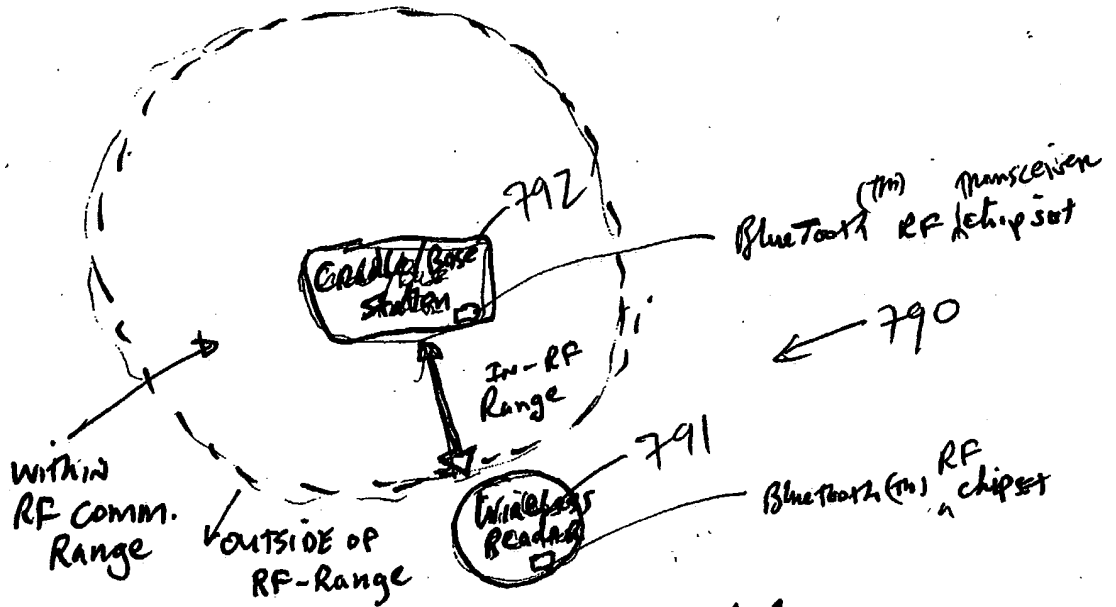 792
(TM) Transceiver
BlueTooth RF chipset
Cradle/Base
Station
790
In-RF
Range
791
Within
RF Comm.
Range
RF
BlueTooth(TM) chipset
Wireless
Reader
OUTSIDE OF
RF-Range